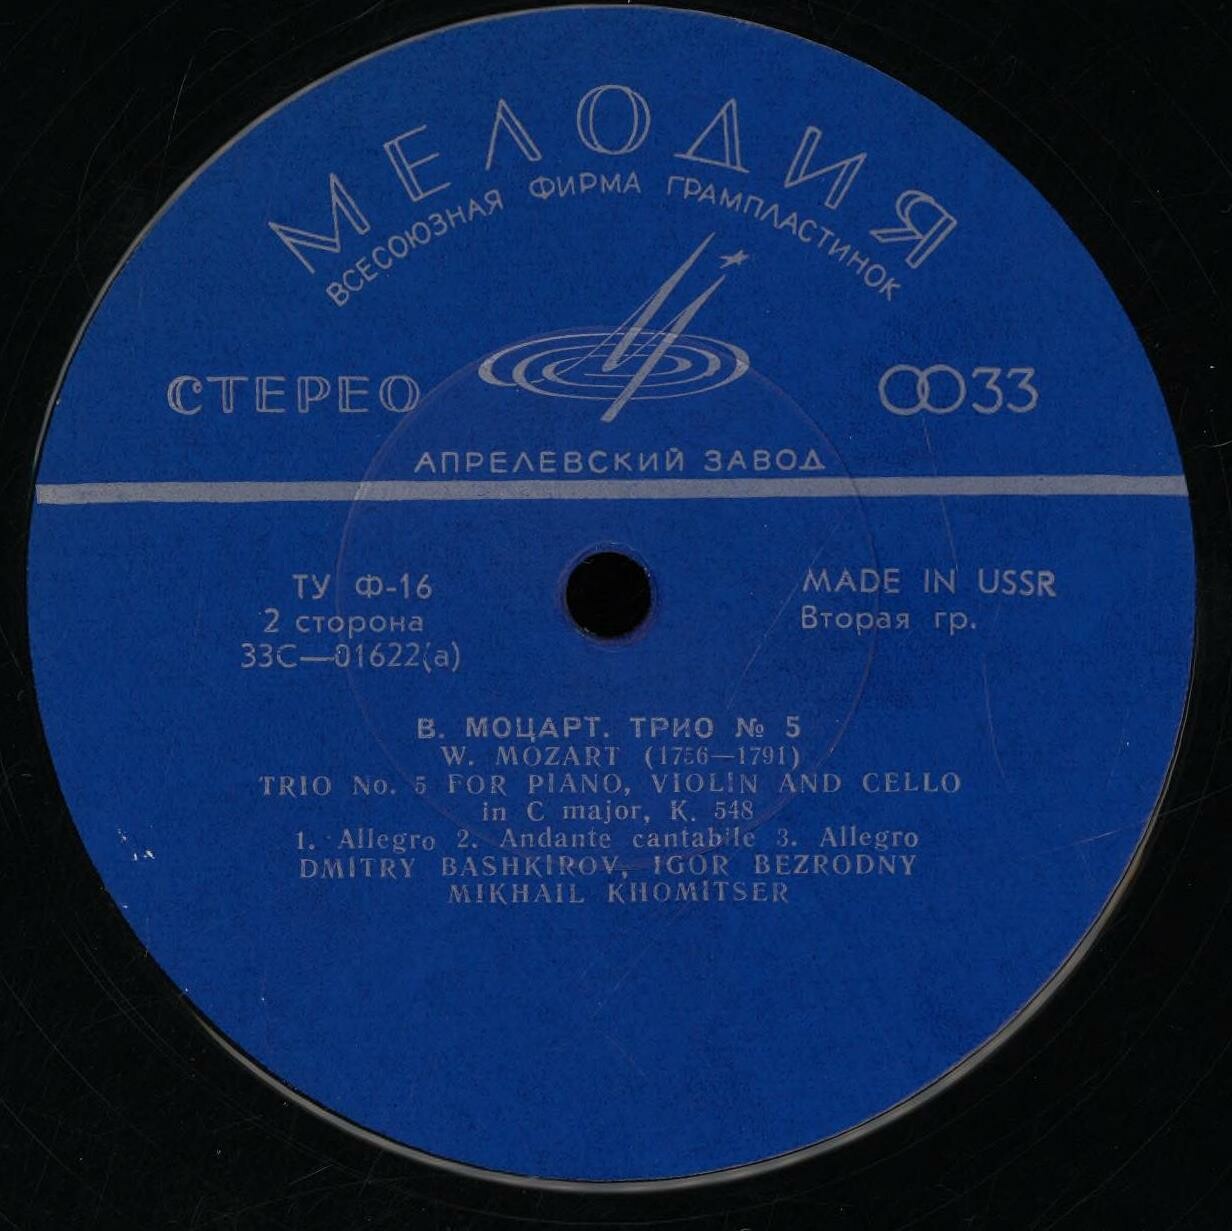 МЕЛОДИЯ
ВСЕСОЮЗНАЯ ФИРМА ГРАМПЛАСТИНОК
СТЕРЕО
33
АПРЕЛЕВСКИЙ ЗАВОД
ТУ Ф-16
2 сторона
33С—01622(а)
MADE IN USSR
Вторая гр.
В. МОЦАРТ. ТРИО № 5
W. MOZART (1756—1791)
TRIO No. 5 FOR PIANO, VIOLIN AND CELLO
in C major, K. 548
1. Allegro 2. Andante cantabile 3. Allegro
DMITRY BASHKIROV, IGOR BEZRODNY
MIKHAIL KHOMITSER